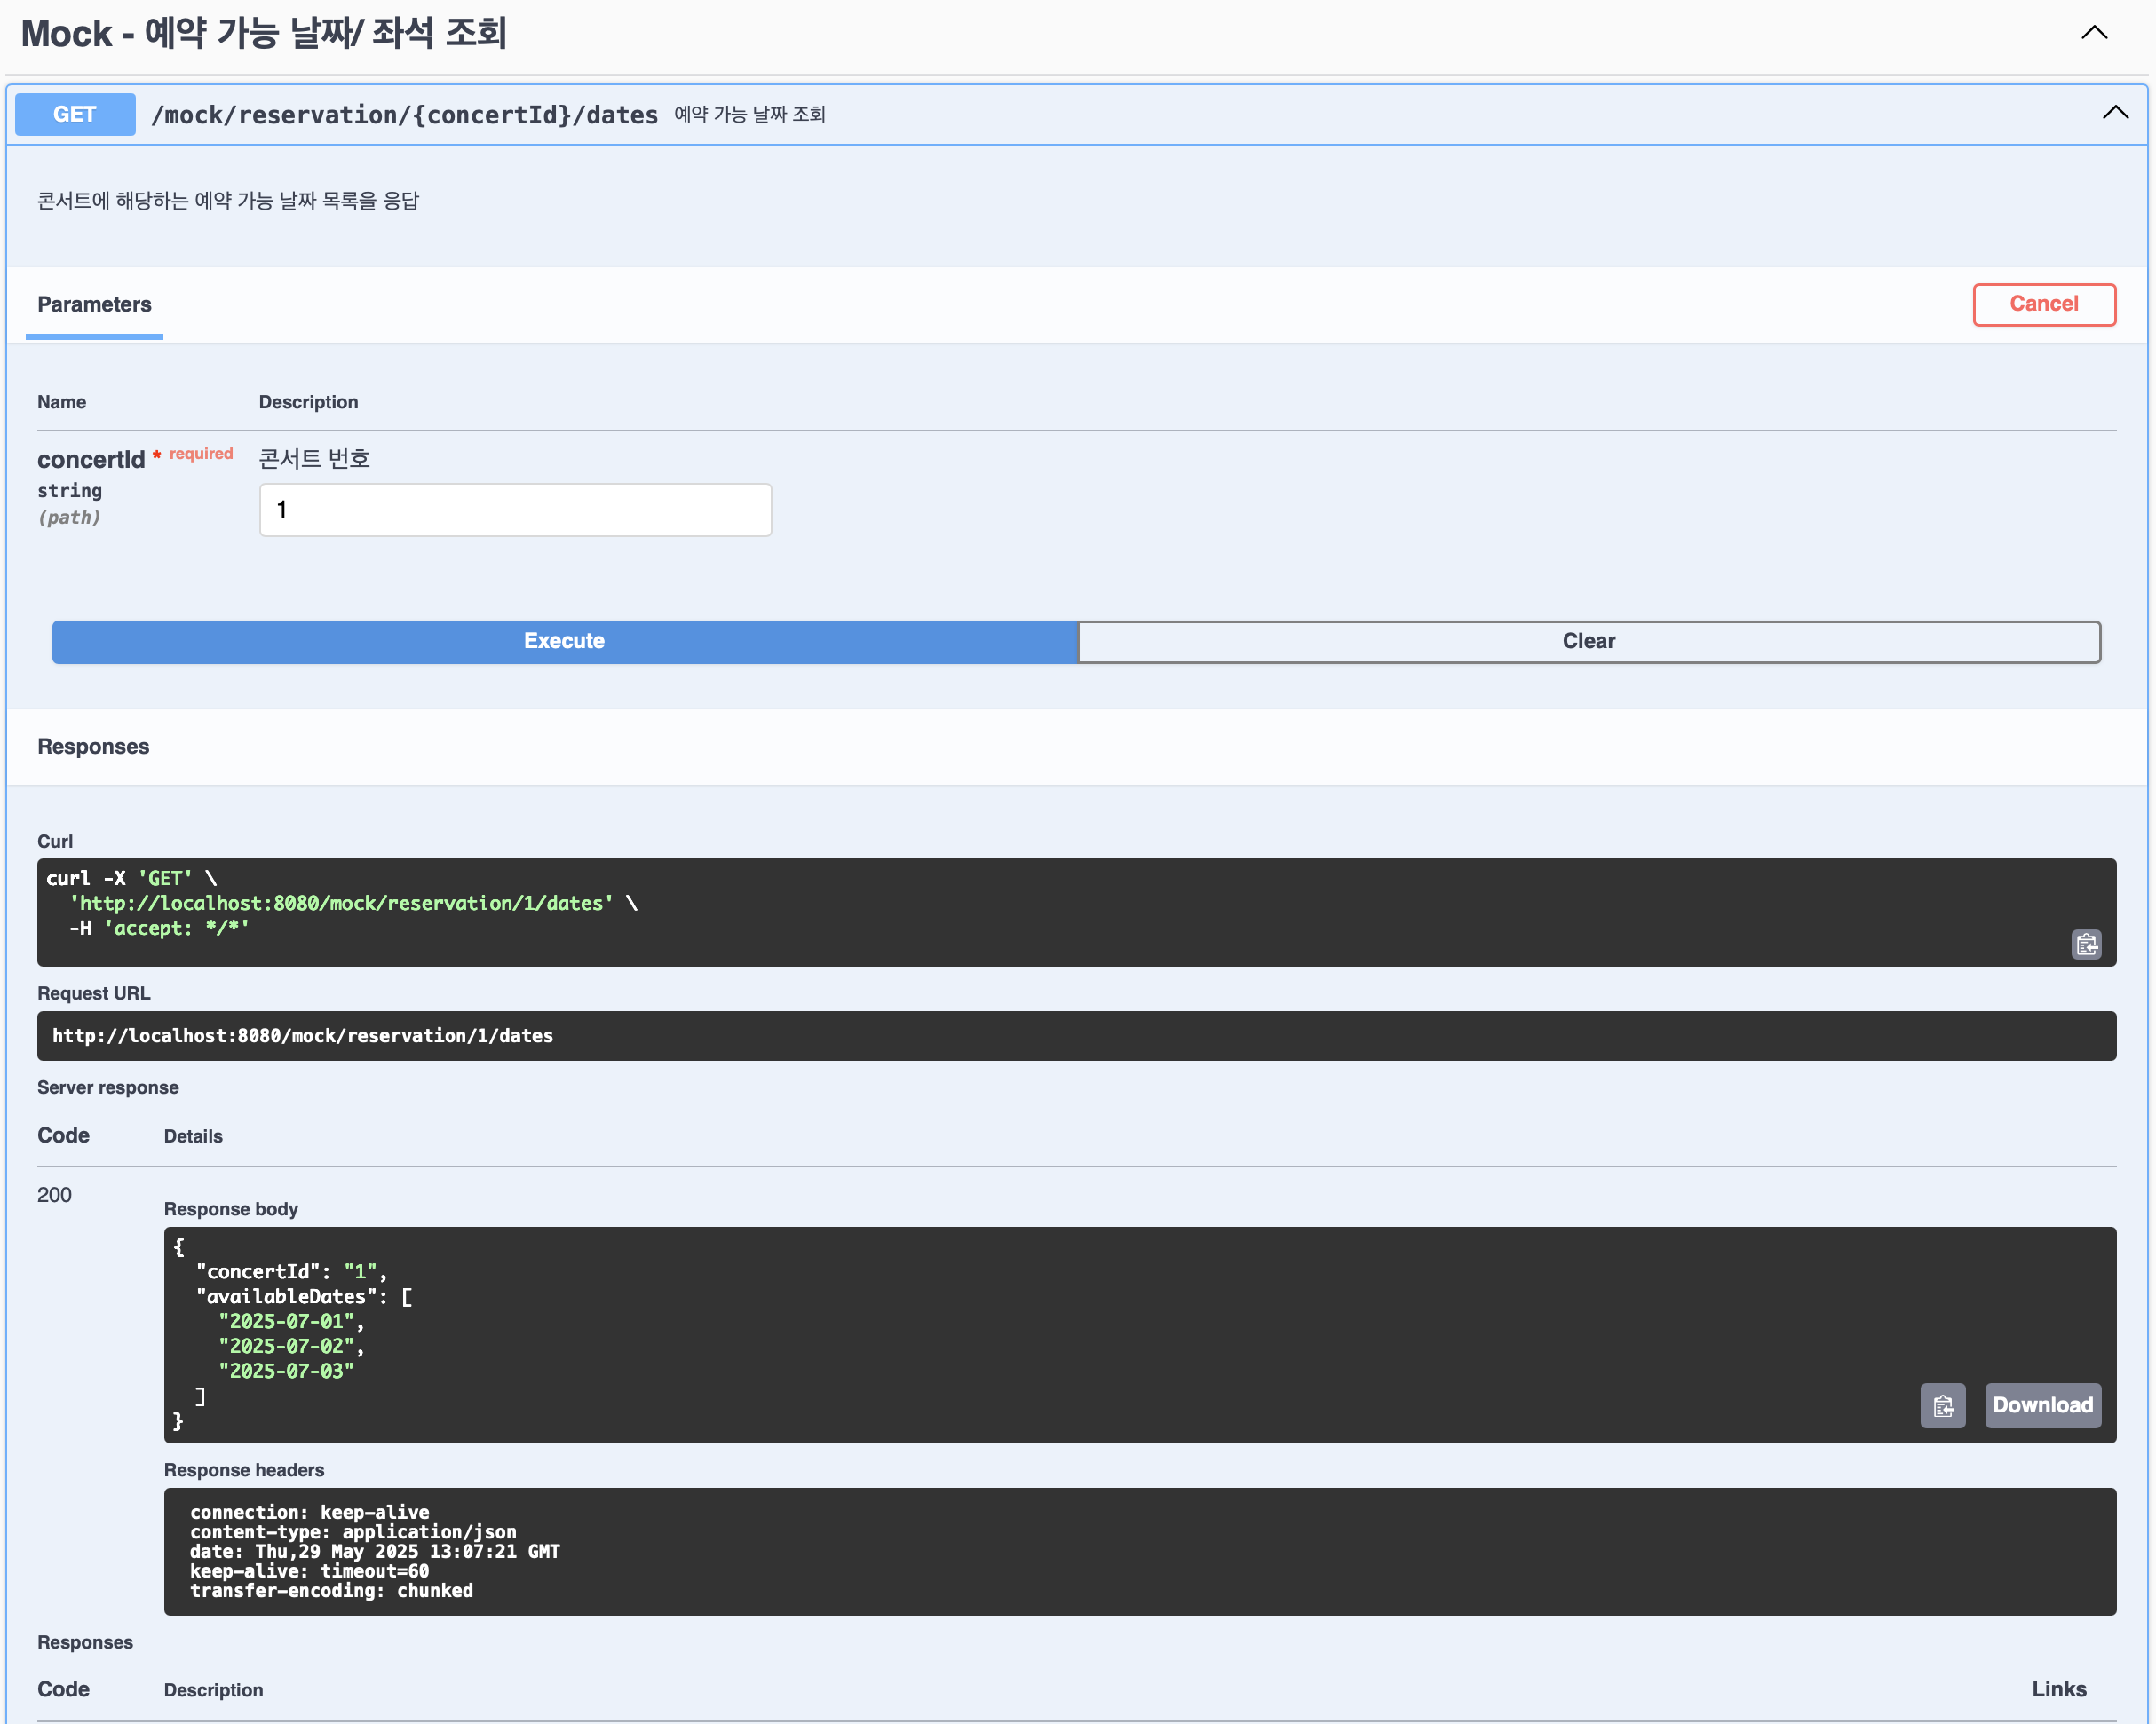 Mock - 예약 가능 날짜/ 좌석 조회
GET /mock/reservation/{concertId}/dates 예약 가능 날짜 조회
콘서트에 해당하는 예약 가능 날짜 목록을 응답
Parameters Cancel
Name Description
concertId * required 콘서트 번호
string
(path)
1
Execute Clear
Responses
Curl
curl -X 'GET' \
  'http://localhost:8080/mock/reservation/1/dates' \
  -H 'accept: */*'
Request URL
http://localhost:8080/mock/reservation/1/dates
Server response
Code Details
200
Response body
{
  "concertId": "1",
  "availableDates": [
    "2025-07-01",
    "2025-07-02",
    "2025-07-03"
  ]
}
Download
Response headers
connection: keep-alive
content-type: application/json
date: Thu,29 May 2025 13:07:21 GMT
keep-alive: timeout=60
transfer-encoding: chunked
Responses
Code Description Links